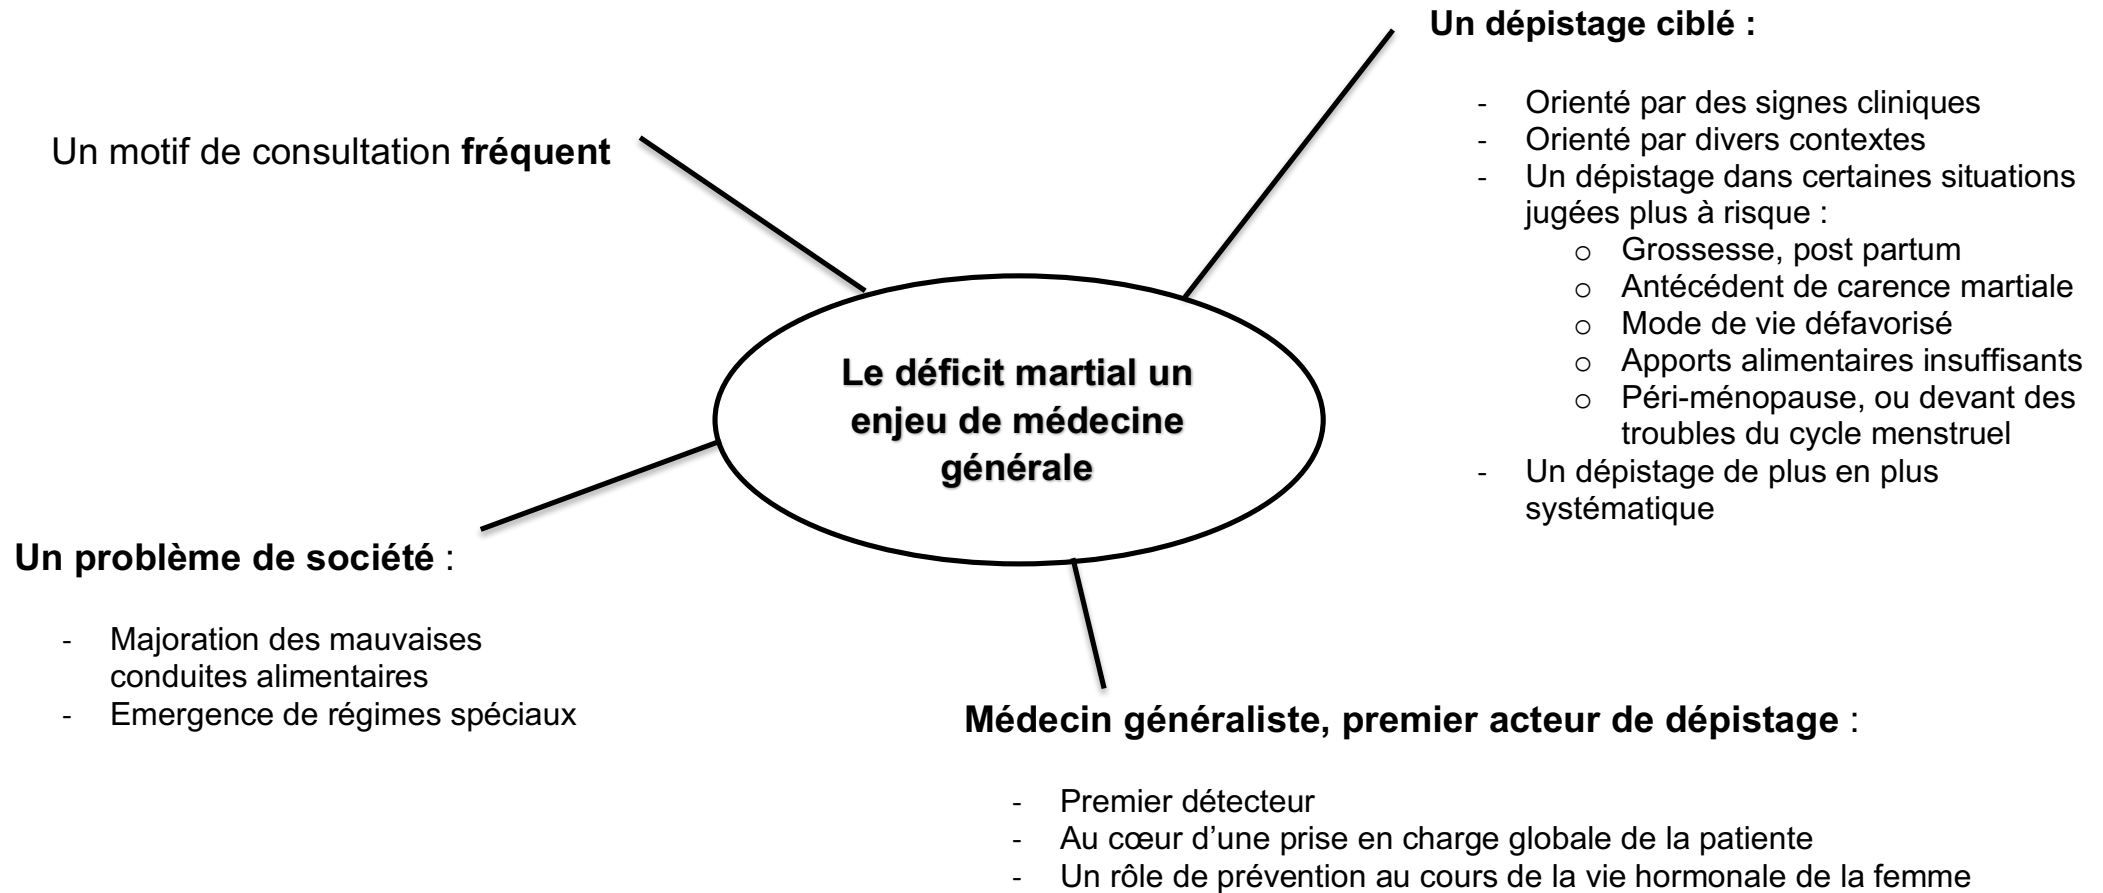 Un dépistage ciblé :
- Orienté par des signes cliniques
- Orienté par divers contextes
- Un dépistage dans certaines situations
jugées plus à risque :
o Grossesse, post partum
o Antécédent de carence martiale
o Mode de vie défavorisé
o Apports alimentaires insuffisants
o Péri-ménopause, ou devant des
troubles du cycle menstruel
- Un dépistage de plus en plus
systématique
Un motif de consultation fréquent
Le déficit martial un
enjeu de médecine
générale
Un problème de société :
- Majoration des mauvaises
conduites alimentaires
- Emergence de régimes spéciaux
Médecin généraliste, premier acteur de dépistage :
- Premier détecteur
- Au cœur d’une prise en charge globale de la patiente
- Un rôle de prévention au cours de la vie hormonale de la femme